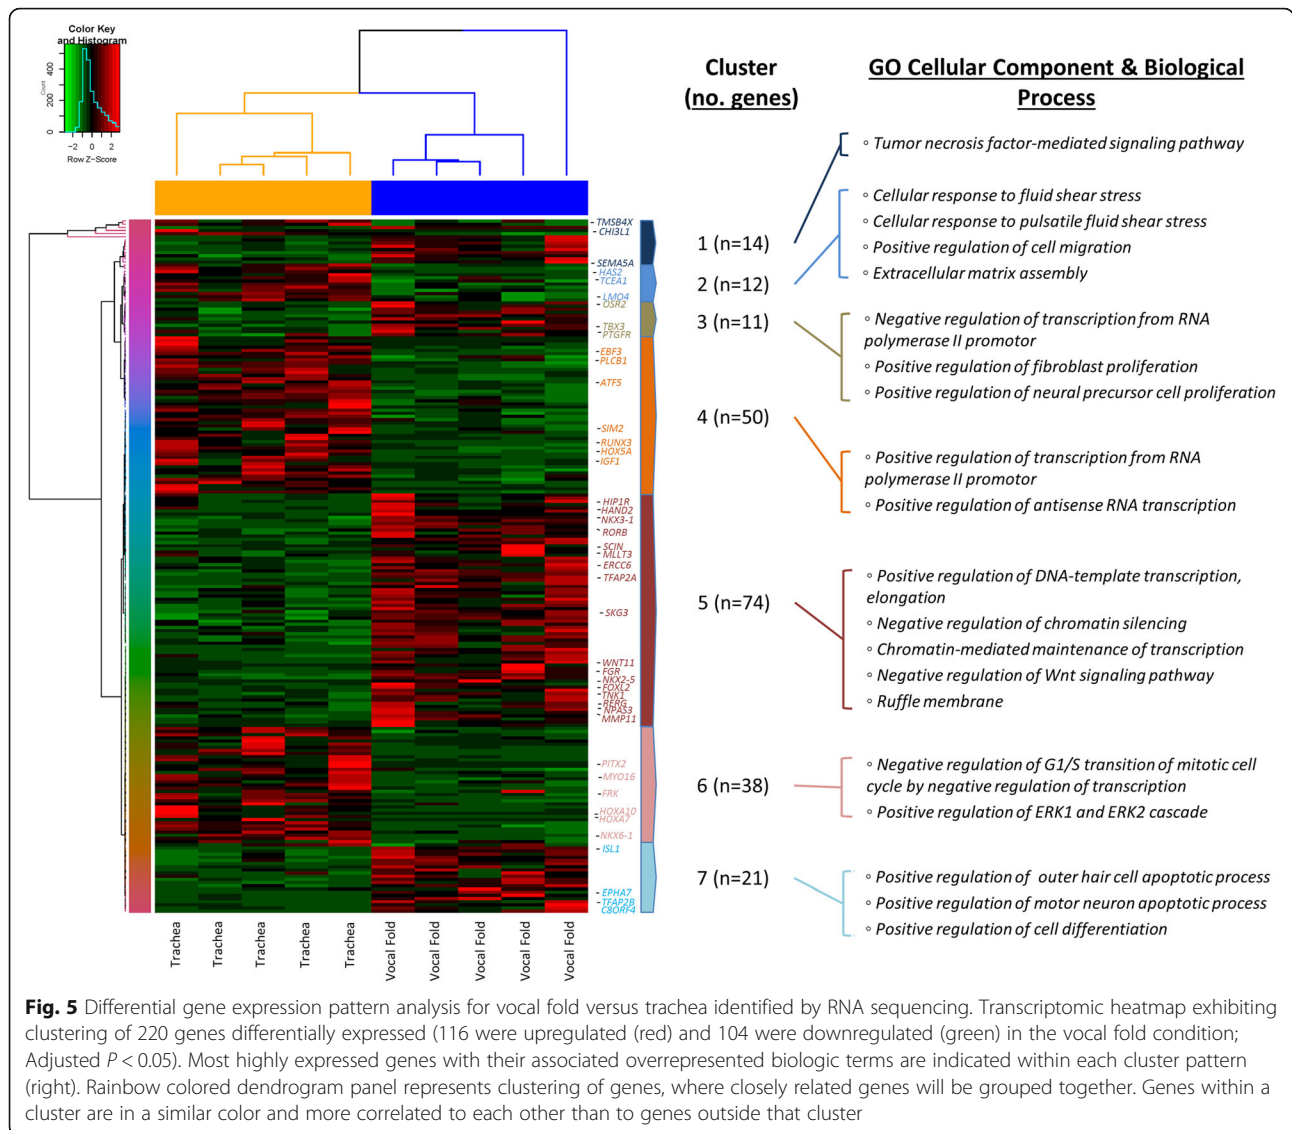 Color Key
and Histogram
Count
0 200 400
−2 0 2
Row Z-Score
Cluster
(no. genes)
GO Cellular Component & Biological
Process
TMSB4X
CHI3L1
SEMA5A
HAS2
TCEA1
LMO4
OSR2
TBX3
PTGFR
EBF3
PLCB1
ATF5
SIM2
RUNX3
HOX5A
IGF1
HIP1R
HAND2
NKX3-1
RORB
SCIN
MLLT3
ERCC6
TFAP2A
SKG3
WNT11
FGR
NKX2-5
FOXL2
TNK1
RERG
NPAS3
MMP11
PITX2
MYO16
FRK
HOXA10
HOXA7
NKX6-1
ISL1
EPHA7
TFAP2B
C8ORF4
1 (n=14)
2 (n=12)
3 (n=11)
4 (n=50)
5 (n=74)
6 (n=38)
7 (n=21)
◦ Tumor necrosis factor-mediated signaling pathway
◦ Cellular response to fluid shear stress
◦ Cellular response to pulsatile fluid shear stress
◦ Positive regulation of cell migration
◦ Extracellular matrix assembly
◦ Negative regulation of transcription from RNA
polymerase II promotor
◦ Positive regulation of fibroblast proliferation
◦ Positive regulation of neural precursor cell proliferation
◦ Positive regulation of transcription from RNA
polymerase II promotor
◦ Positive regulation of antisense RNA transcription
◦ Positive regulation of DNA-template transcription,
elongation
◦ Negative regulation of chromatin silencing
◦ Chromatin-mediated maintenance of transcription
◦ Negative regulation of Wnt signaling pathway
◦ Ruffle membrane
◦ Negative regulation of G1/S transition of mitotic cell
cycle by negative regulation of transcription
◦ Positive regulation of ERK1 and ERK2 cascade
◦ Positive regulation of outer hair cell apoptotic process
◦ Positive regulation of motor neuron apoptotic process
◦ Positive regulation of cell differentiation
Trachea
Trachea
Trachea
Trachea
Trachea
Vocal Fold
Vocal Fold
Vocal Fold
Vocal Fold
Vocal Fold
Fig. 5 Differential gene expression pattern analysis for vocal fold versus trachea identified by RNA sequencing. Transcriptomic heatmap exhibiting
clustering of 220 genes differentially expressed (116 were upregulated (red) and 104 were downregulated (green) in the vocal fold condition;
Adjusted P < 0.05). Most highly expressed genes with their associated overrepresented biologic terms are indicated within each cluster pattern
(right). Rainbow colored dendrogram panel represents clustering of genes, where closely related genes will be grouped together. Genes within a
cluster are in a similar color and more correlated to each other than to genes outside that cluster